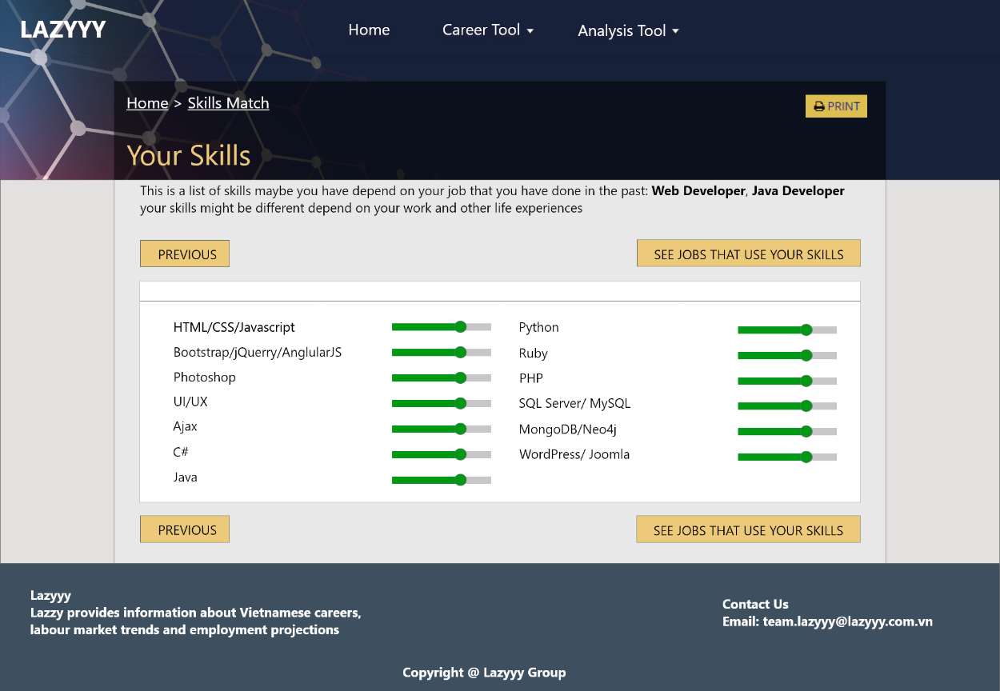 LAZYYY
Home
Career Tool
Analysis Tool
Home > Skills Match
PRINT
Your Skills
This is a list of skills maybe you have depend on your job that you have done in the past: Web Developer, Java Developer
your skills might be different depend on your work and other life experiences
PREVIOUS
SEE JOBS THAT USE YOUR SKILLS
HTML/CSS/Javascript
Bootstrap/jQuerry/AnglularJS
Photoshop
UI/UX
Ajax
C#
Java
Python
Ruby
PHP
SQL Server/ MySQL
MongoDB/Neo4j
WordPress/ Joomla
PREVIOUS
SEE JOBS THAT USE YOUR SKILLS
Lazyyy
Lazzy provides information about Vietnamese careers,
labour market trends and employment projections
Contact Us
Email: team.lazyyy@lazyyy.com.vn
Copyright @ Lazyyy Group